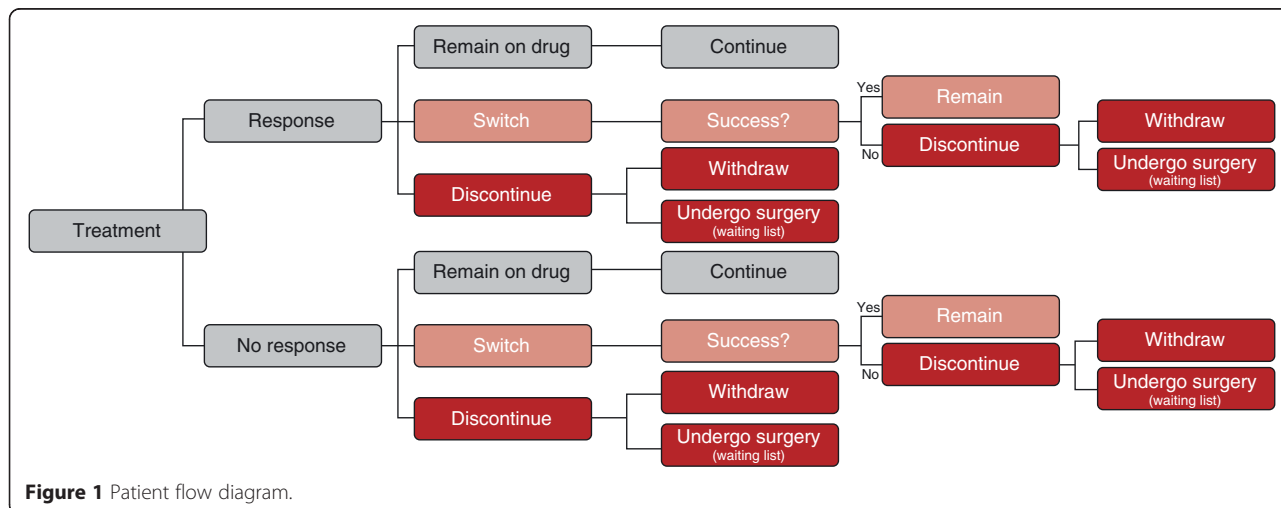 Remain on drug
Continue
Yes
Remain
Response
Switch
Success?
Withdraw
No
Discontinue
Withdraw
Undergo surgery
(waiting list)
Discontinue
Undergo surgery
(waiting list)
Treatment
Remain on drug
Continue
Yes
Remain
No response
Switch
Success?
Withdraw
No
Discontinue
Withdraw
Undergo surgery
(waiting list)
Discontinue
Undergo surgery
(waiting list)
Figure 1 Patient flow diagram.